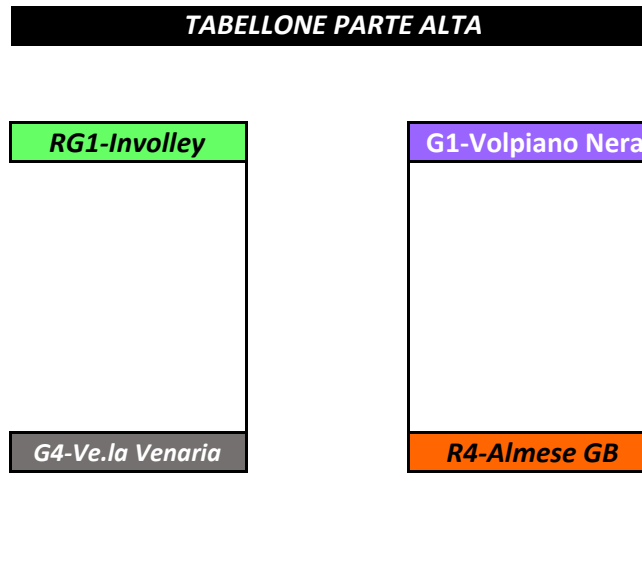 TABELLONE PARTE ALTA
RG1-Involley
G1-Volpiano Nera
G4-Ve.la Venaria
R4-Almese GB